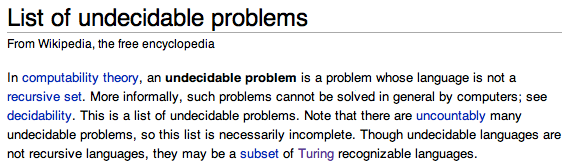 List of undecidable problems
From Wikipedia, the free encyclopedia
In computability theory, an undecidable problem is a problem whose language is not a
recursive set. More informally, such problems cannot be solved in general by computers; see
decidability. This is a list of undecidable problems. Note that there are uncountably many
undecidable problems, so this list is necessarily incomplete. Though undecidable languages are
not recursive languages, they may be a subset of Turing recognizable languages.